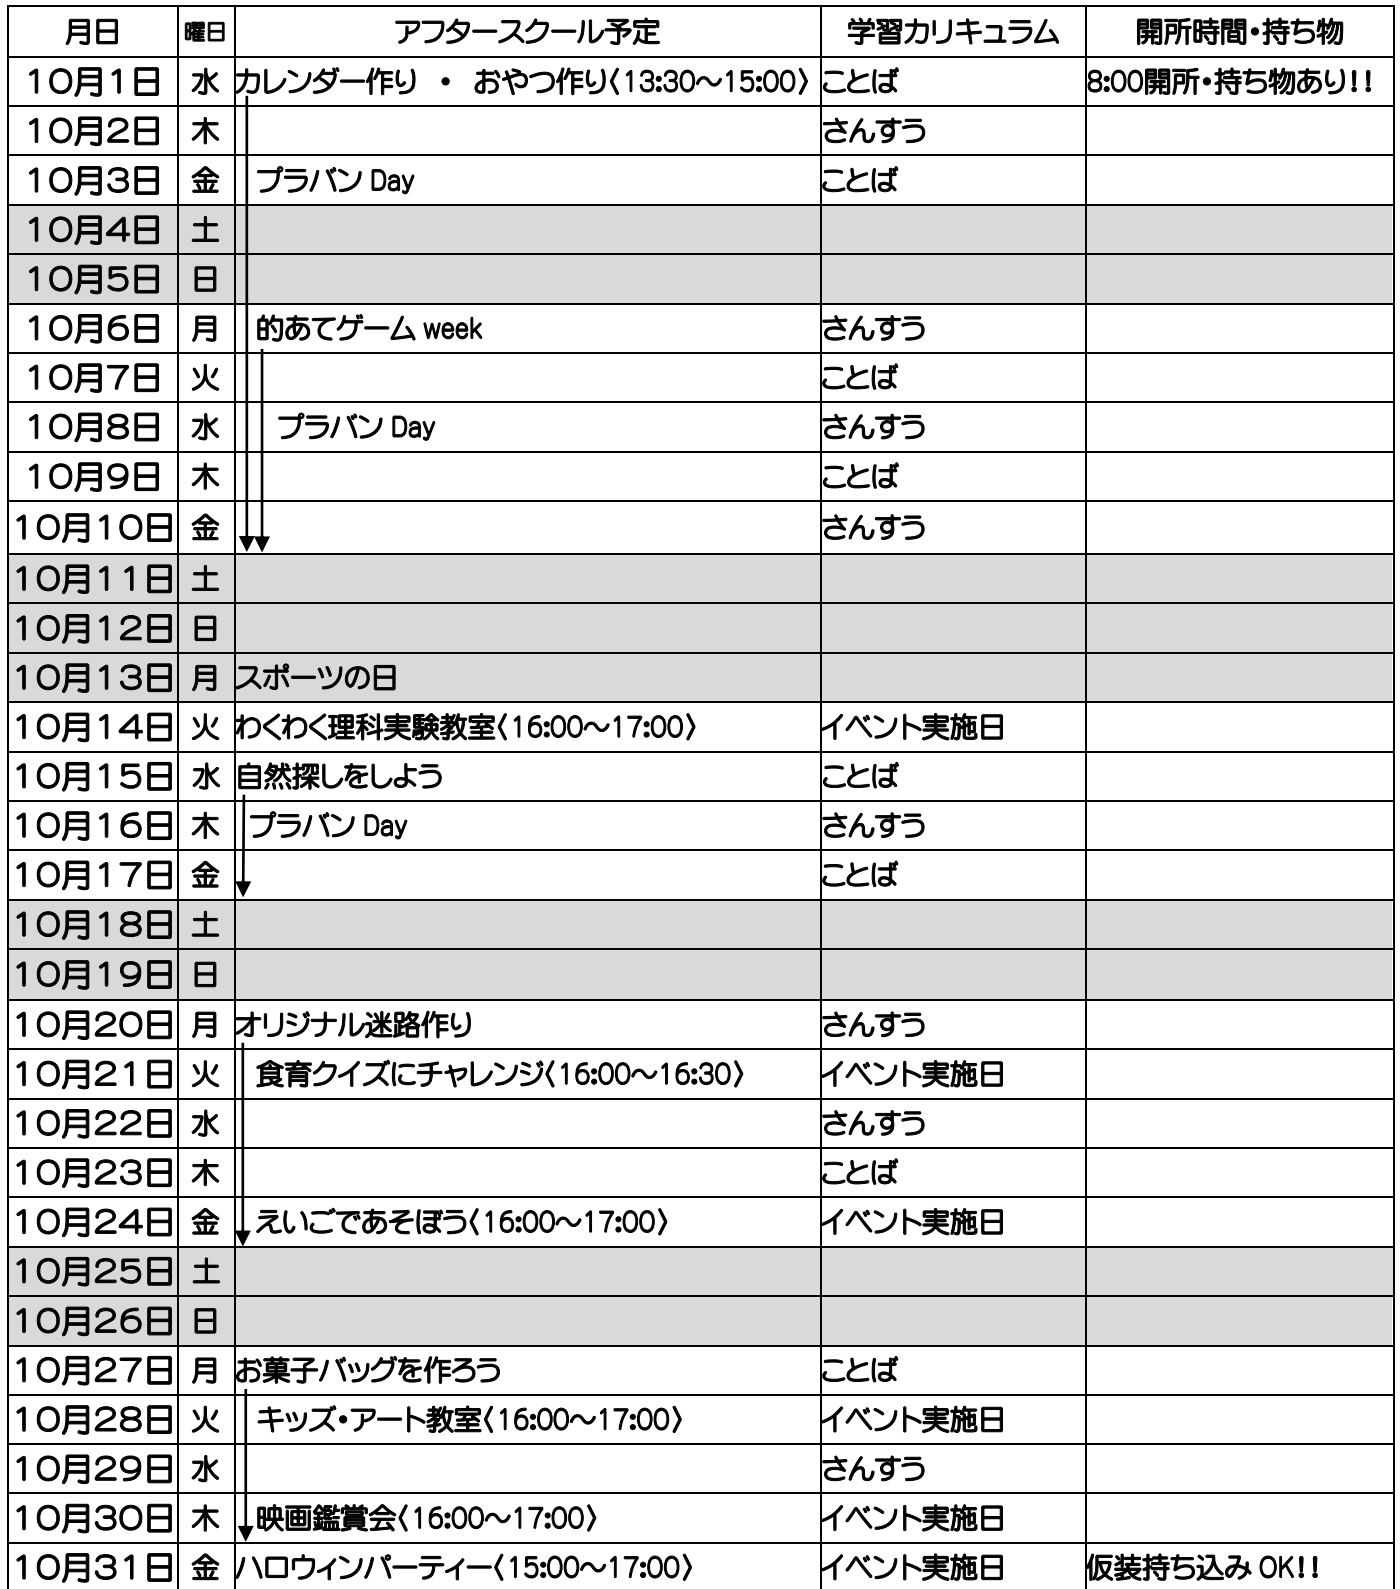 月日 曜日 アフタースクール予定 学習カリキュラム 開所時間・持ち物
10月1日 水 カレンダー作り ・ おやつ作り〈13:30～15:00〉 ことば 8:00開所・持ち物あり!!
10月2日 木 さんすう
10月3日 金 プラバン Day ことば
10月4日 土
10月5日 日
10月6日 月 的あてゲーム week さんすう
10月7日 火 ことば
10月8日 水 プラバン Day さんすう
10月9日 木 ことば
10月10日 金 さんすう
10月11日 土
10月12日 日
10月13日 月 スポーツの日
10月14日 火 わくわく理科実験教室〈16:00～17:00〉 イベント実施日
10月15日 水 自然探しをしよう ことば
10月16日 木 プラバン Day さんすう
10月17日 金 ことば
10月18日 土
10月19日 日
10月20日 月 オリジナル迷路作り さんすう
10月21日 火 食育クイズにチャレンジ〈16:00～16:30〉 イベント実施日
10月22日 水 さんすう
10月23日 木 ことば
10月24日 金 えいごであそぼう〈16:00～17:00〉 イベント実施日
10月25日 土
10月26日 日
10月27日 月 お菓子バッグを作ろう ことば
10月28日 火 キッズ・アート教室〈16:00～17:00〉 イベント実施日
10月29日 水 さんすう
10月30日 木 映画鑑賞会〈16:00～17:00〉 イベント実施日
10月31日 金 ハロウィンパーティー〈15:00～17:00〉 イベント実施日 仮装持ち込み OK!!